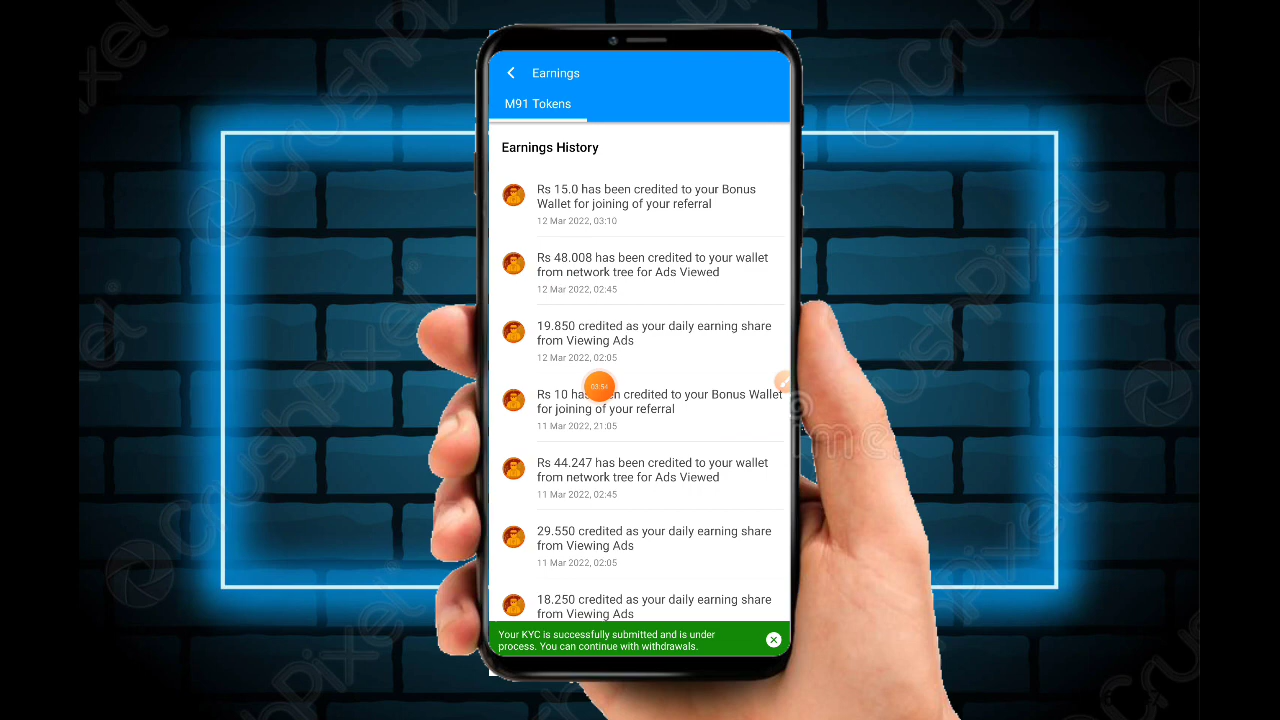 Earnings
M91 Tokens
Earnings History
Rs 15.0 has been credited to your Bonus
Wallet for joining of your referral
12 Mar 2022, 03:10
Rs 48.008 has been credited to your wallet
from network tree for Ads Viewed
12 Mar 2022, 02:45
19.850 credited as your daily earning share
from Viewing Ads
12 Mar 2022, 02:05
03:54
Rs 10 has credited to your Bonus Wallet
for joining of your referral
11 Mar 2022, 21:05
Rs 44.247 has been credited to your wallet
from network tree for Ads Viewed
11 Mar 2022, 02:45
29.550 credited as your daily earning share
from Viewing Ads
11 Mar 2022, 02:05
18.250 credited as your daily earning share
from Viewing Ads
Your KYC is successfully submitted and is under
process. You can continue with withdrawals.
CrushPixel
CrushPixel
CrushPixel
CrushPixel